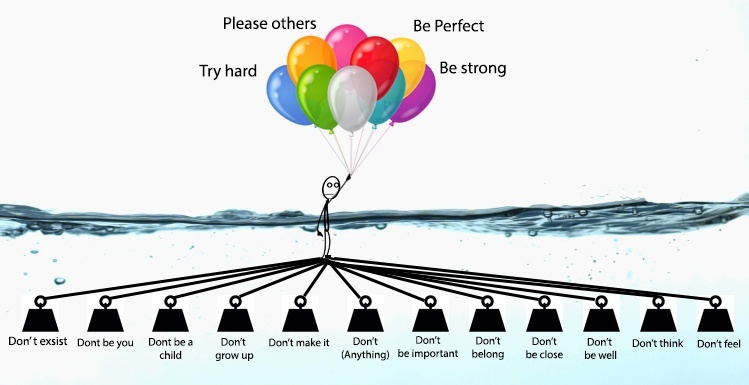 Please others
Be Perfect
Try hard
Be strong
Don't exsist
Dont be you
Dont be a
child
Don't
grow up
Don't make it
Don't
(Anything)
Don't
be important
Don't
belong
Don't
be close
Don't
be well
Don't think
Don't feel